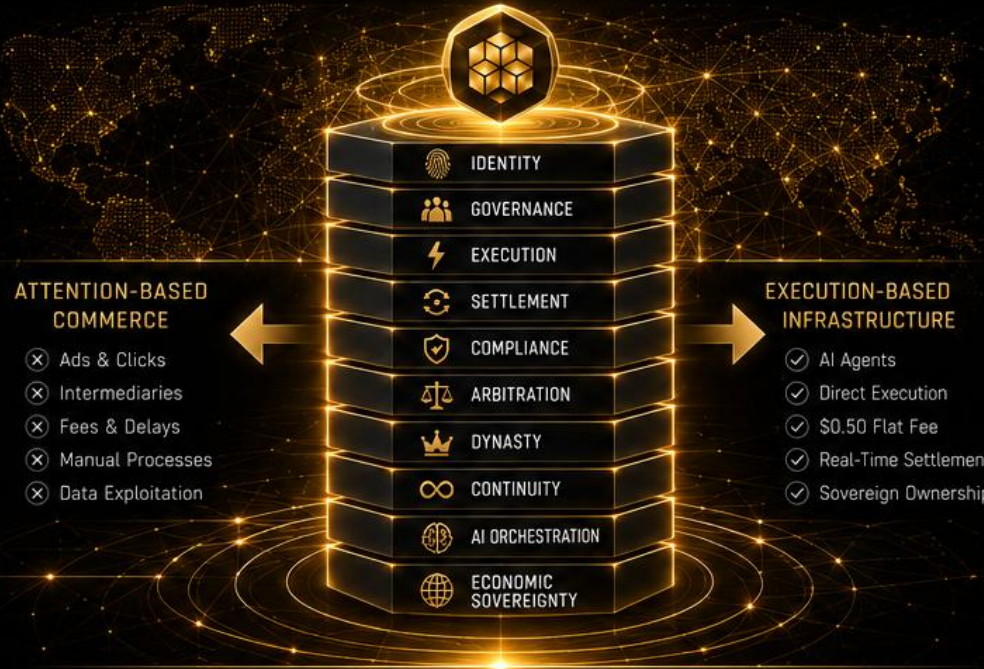 IDENTITY
GOVERNANCE
EXECUTION
SETTLEMENT
COMPLIANCE
ARBITRATION
DYNASTY
CONTINUITY
AI ORCHESTRATION
ECONOMIC
SOVEREIGNTY
ATTENTION-BASED
COMMERCE
Ads & Clicks
Intermediaries
Fees & Delays
Manual Processes
Data Exploitation
EXECUTION-BASED
INFRASTRUCTURE
AI Agents
Direct Execution
$0.50 Flat Fee
Real-Time Settlemen
Sovereign Ownership